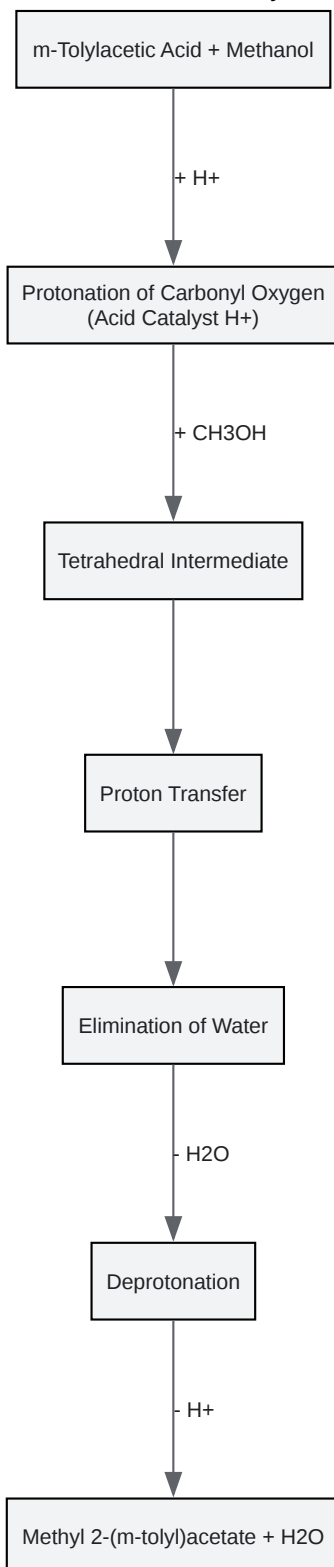 m-Tolylacetic Acid + Methanol
+ H+
Protonation of Carbonyl Oxygen
(Acid Catalyst H+)
+ CH3OH
Tetrahedral Intermediate
Proton Transfer
Elimination of Water
- H2O
Deprotonation
- H+
Methyl 2-(m-tolyl)acetate + H2O